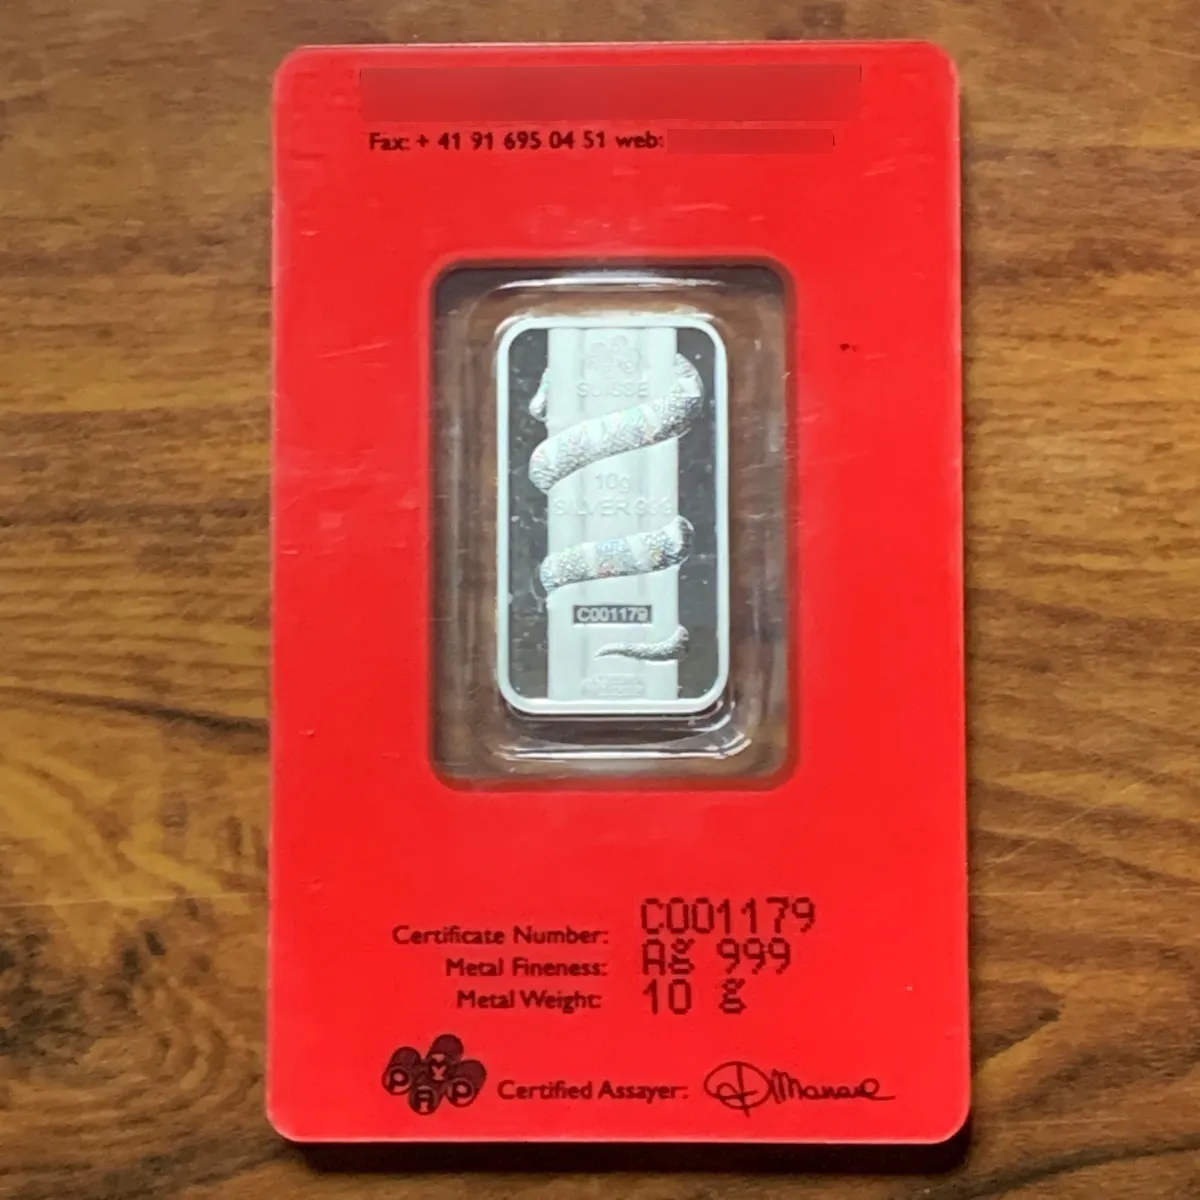 Fax: + 41 91 695 04 51 web:
SUISSE
10g
SILVER 999
C001179
Certificate Number: C001179
Metal Fineness: Ag 999
Metal Weight: 10 g
PAMP
Certified Assayer: